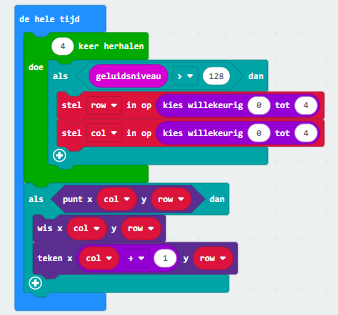 de hele tijd
4 keer herhalen
doe
als geluidsniveau > 128 dan
stel row in op kies willekeurig 0 tot 4
stel col in op kies willekeurig 0 tot 4
als punt x col y row dan
wis x col y row
teken x col + 1 y row